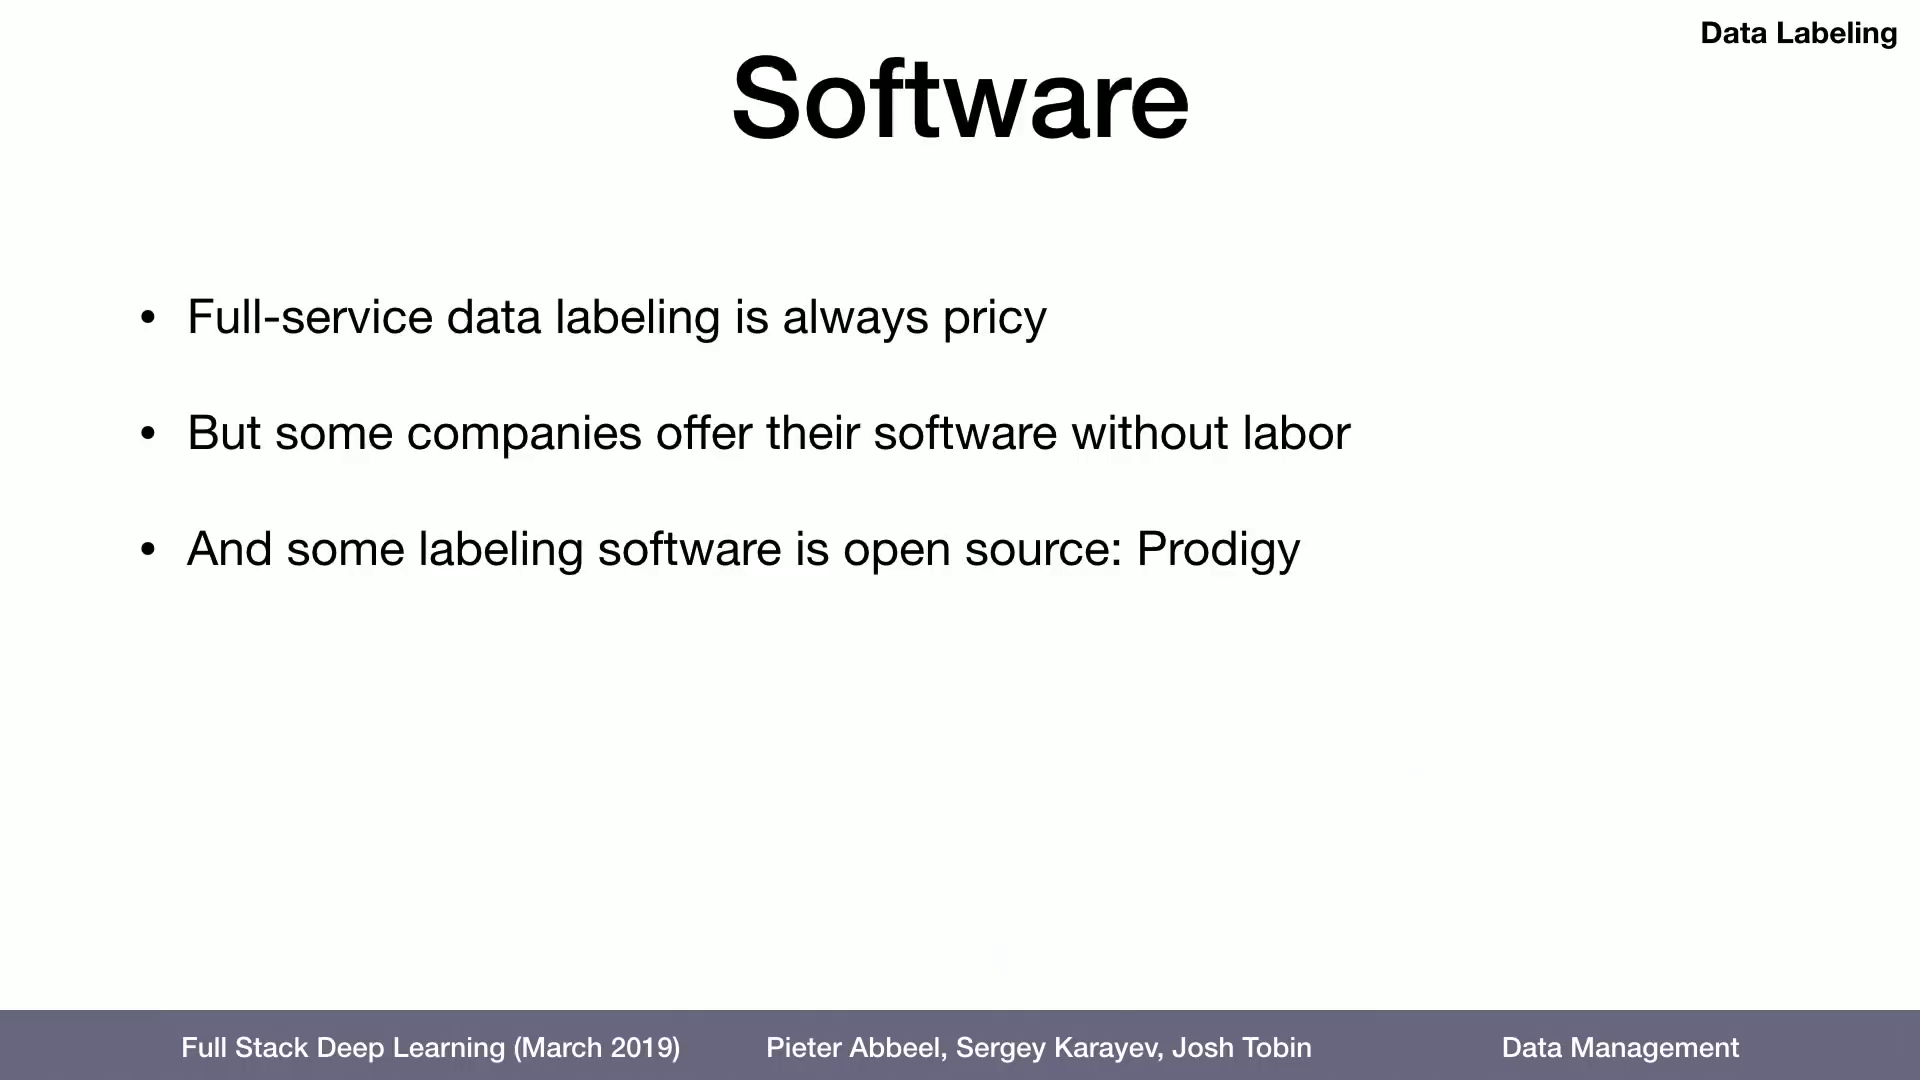 Data Labeling
Software
• Full-service data labeling is always pricy
• But some companies offer their software without labor
• And some labeling software is open source: Prodigy
Full Stack Deep Learning (March 2019) Pieter Abbeel, Sergey Karayev, Josh Tobin Data Management